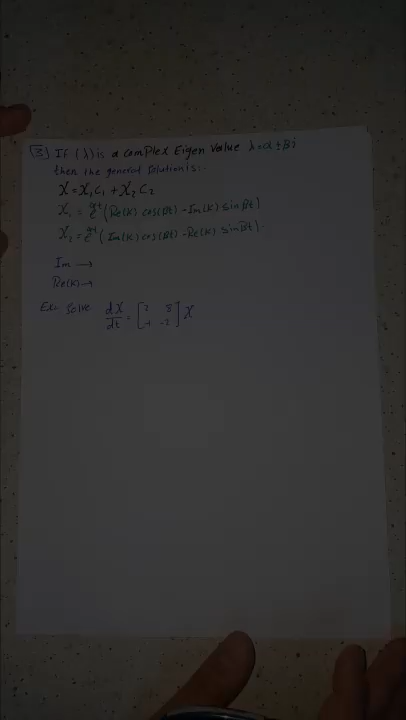 3) If (λ) is a complex Eigen Value λ=α±βi
then the general solution is:-
X = X₁C₁ + X₂C₂
X₁ = e^αt (Re(K) cos(βt) - Im(K) sin βt)
X₂ = e^αt (Im(K) cos(βt) - Re(K) sin βt).
Im →
Re(K) →
Ex: Solve dX/dt = [2 8
-1 -2] X